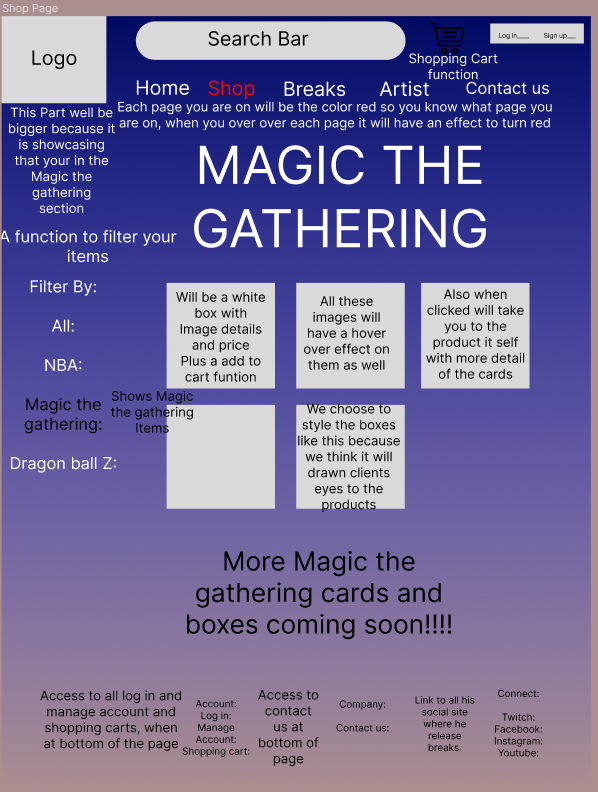 Shop Page
Logo
Search Bar
Log in___ Sign up__
Shopping Cart
function
Home Shop Breaks Artist Contact us
Each page you are on will be the color red so you know what page you
are on, when you over over each page it will have an effect to turn red
This Part well be
bigger because it
is showcasing
that your in the
Magic the
gathering
section
MAGIC THE
GATHERING
A function to filter your
items
Filter By:
All:
NBA:
Magic the
gathering:
Shows Magic
the gathering
Items
Dragon ball Z:
Will be a white
box with
Image details
and price
Plus a add to
cart funtion
All these
images will
have a hover
over effect on
them as well
Also when
clicked will take
you to the
product it self
with more detail
of the cards
We choose to
style the boxes
like this because
we think it will
drawn clients
eyes to the
products
More Magic the
gathering cards and
boxes coming soon!!!!
Access to all log in and
manage account and
shopping carts, when
at bottom of the page
Account:
Log in:
Manage
Account:
Shopping cart:
Access to
contact
us at
bottom of
page
Company:
Contact us:
Link to all his
social site
where he
release
breaks.
Connect:
Twitch:
Facebook:
Instagram:
Youtube: